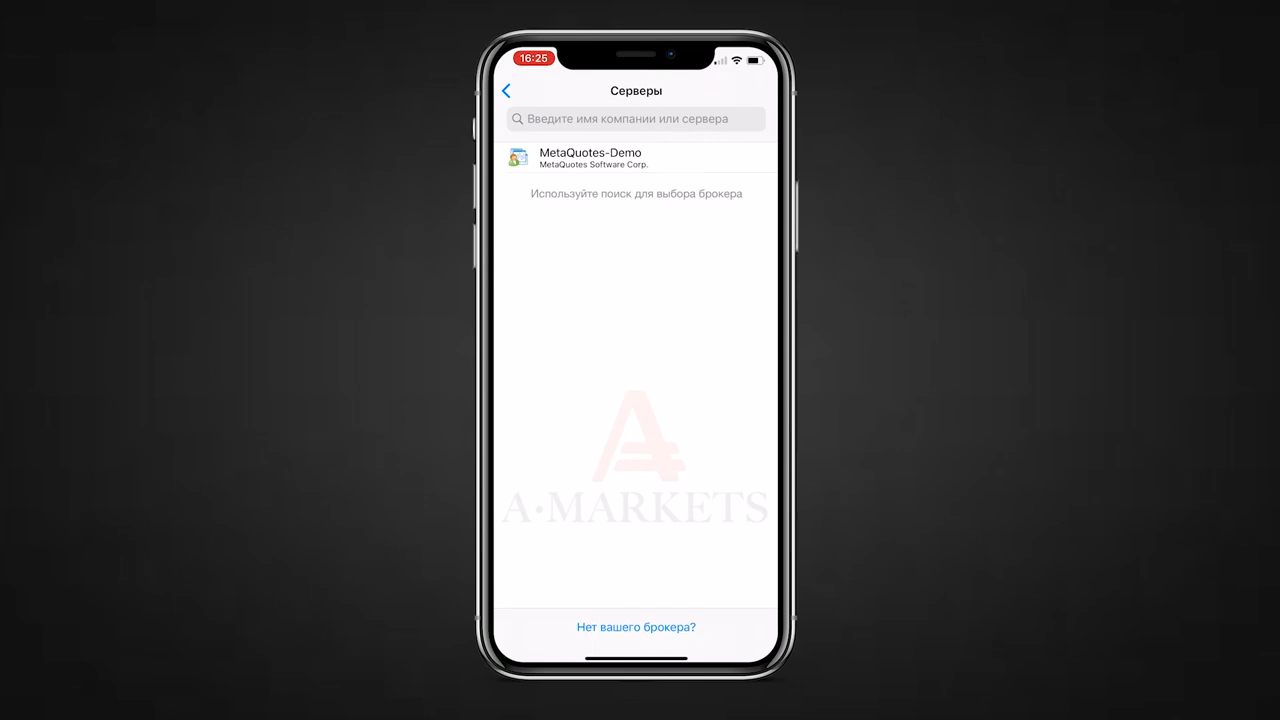 16:25
Серверы
Введите имя компании или сервера
MetaQuotes-Demo
MetaQuotes Software Corp.
Используйте поиск для выбора брокера
A·MARKETS
Нет вашего брокера?